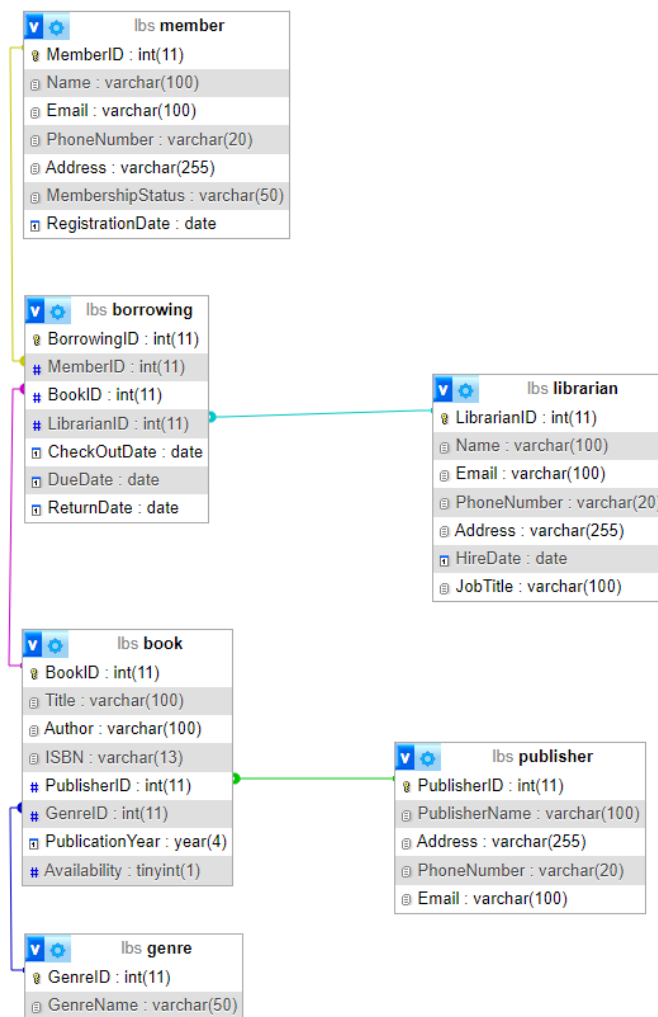 lbs member
MemberID : int(11)
Name : varchar(100)
Email : varchar(100)
PhoneNumber : varchar(20)
Address : varchar(255)
MembershipStatus : varchar(50)
RegistrationDate : date
lbs borrowing
BorrowingID : int(11)
MemberID : int(11)
BookID : int(11)
LibrarianID : int(11)
CheckOutDate : date
DueDate : date
ReturnDate : date
lbs librarian
LibrarianID : int(11)
Name : varchar(100)
Email : varchar(100)
PhoneNumber : varchar(20)
Address : varchar(255)
HireDate : date
JobTitle : varchar(100)
lbs book
BookID : int(11)
Title : varchar(100)
Author : varchar(100)
ISBN : varchar(13)
PublisherID : int(11)
GenreID : int(11)
PublicationYear : year(4)
Availability : tinyint(1)
lbs publisher
PublisherID : int(11)
PublisherName : varchar(100)
Address : varchar(255)
PhoneNumber : varchar(20)
Email : varchar(100)
lbs genre
GenreID : int(11)
GenreName : varchar(50)